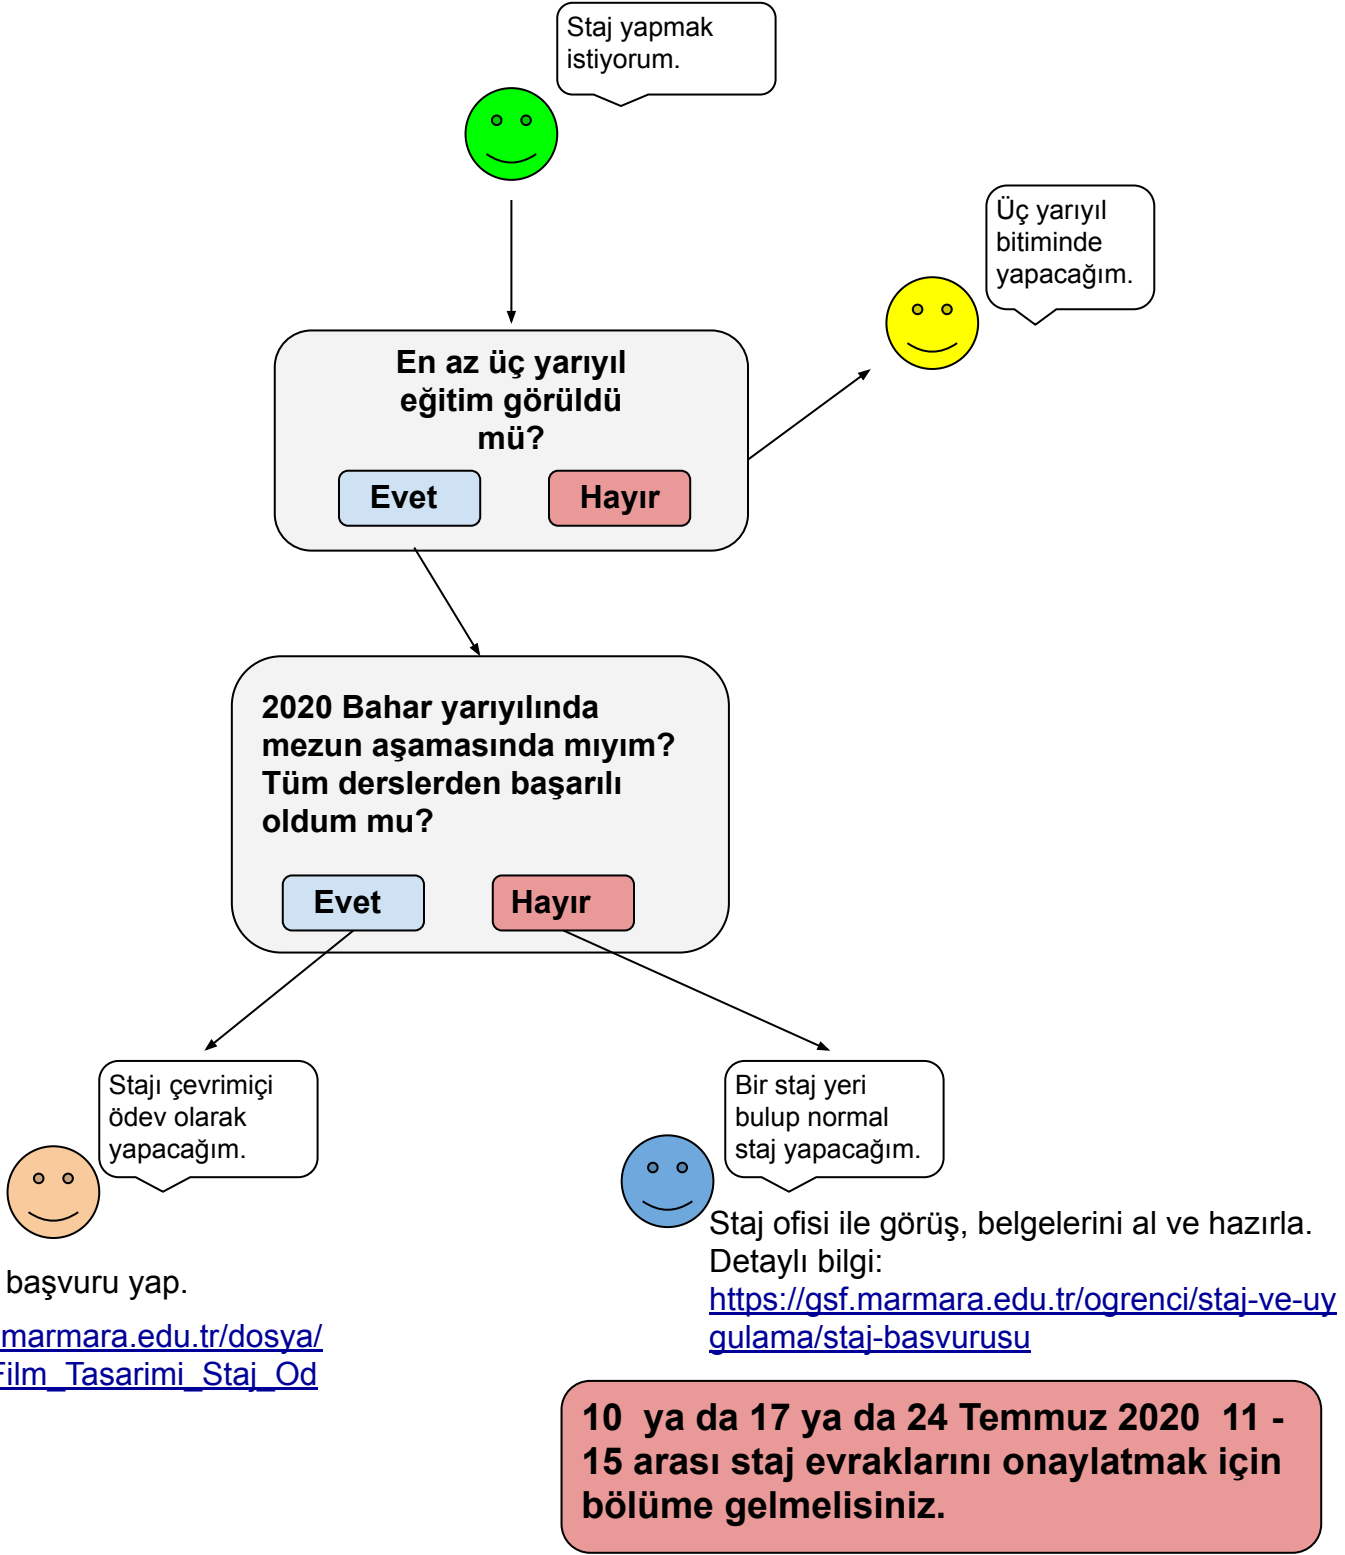 Staj yapmak
istiyorum.
Üç yarıyıl
bitiminde
yapacağım.
En az üç yarıyıl
eğitim görüldü
mü?
Evet
Hayır
2020 Bahar yarıyılında
mezun aşamasında mıyım?
Tüm derslerden başarılı
oldum mu?
Evet
Hayır
Stajı çevrimiçi
ödev olarak
yapacağım.
Bir staj yeri
bulup normal
staj yapacağım.
başvuru yap.
marmara.edu.tr/dosya/
Film_Tasarimi_Staj_Od
Staj ofisi ile görüş, belgelerini al ve hazırla.
Detaylı bilgi:
https://gsf.marmara.edu.tr/ogrenci/staj-ve-uy
gulama/staj-basvurusu
10 ya da 17 ya da 24 Temmuz 2020 11 -
15 arası staj evraklarını onaylatmak için
bölüme gelmelisiniz.